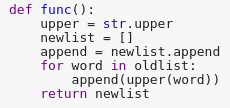 def func():
    upper = str.upper
    newlist = []
    append = newlist.append
    for word in oldlist:
        append(upper(word))
    return newlist